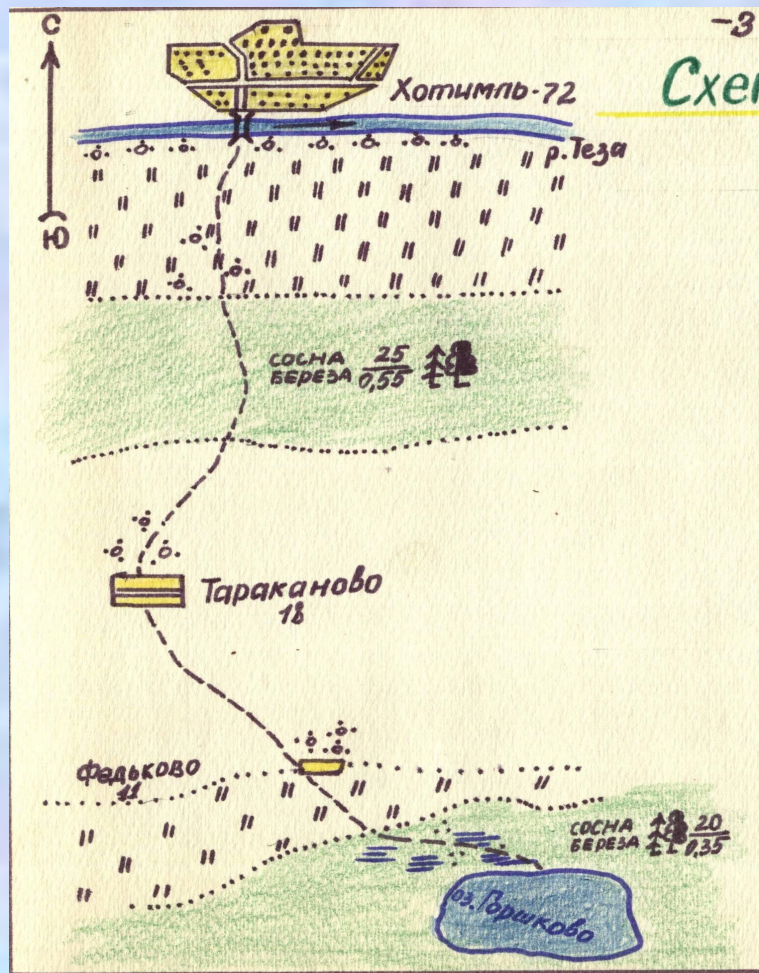 С
-3
Схе
Хотимль-72
р. Теза
Ю
СОСНА 25
БЕРЕЗА 0,55
Тараканово
18
Федьково
11
СОСНА 20
БЕРЕЗА 0,35
оз. Горшково